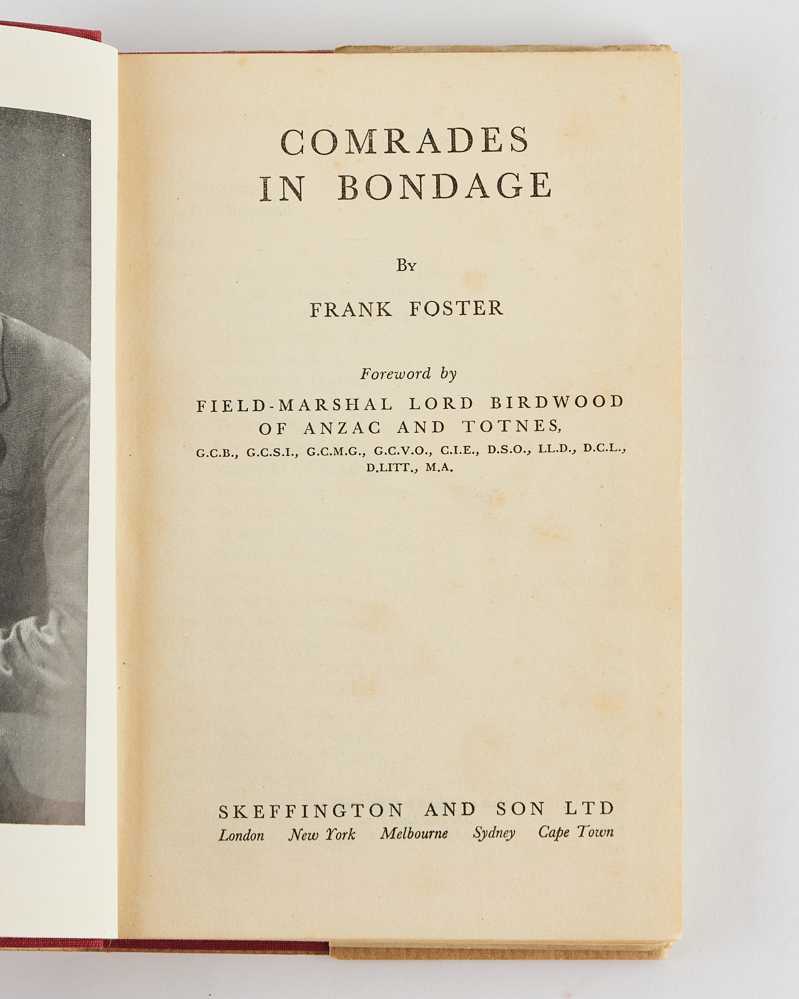 COMRADES
IN BONDAGE
BY
FRANK FOSTER
Foreword by
FIELD-MARSHAL LORD BIRDWOOD
OF ANZAC AND TOTNES,
G.C.B., G.C.S.I., G.C.M.G., G.C.V.O., C.I.E., D.S.O., LL.D., D.C.L.,
D.LITT., M.A.
SKEFFINGTON AND SON LTD
London New York Melbourne Sydney Cape Town